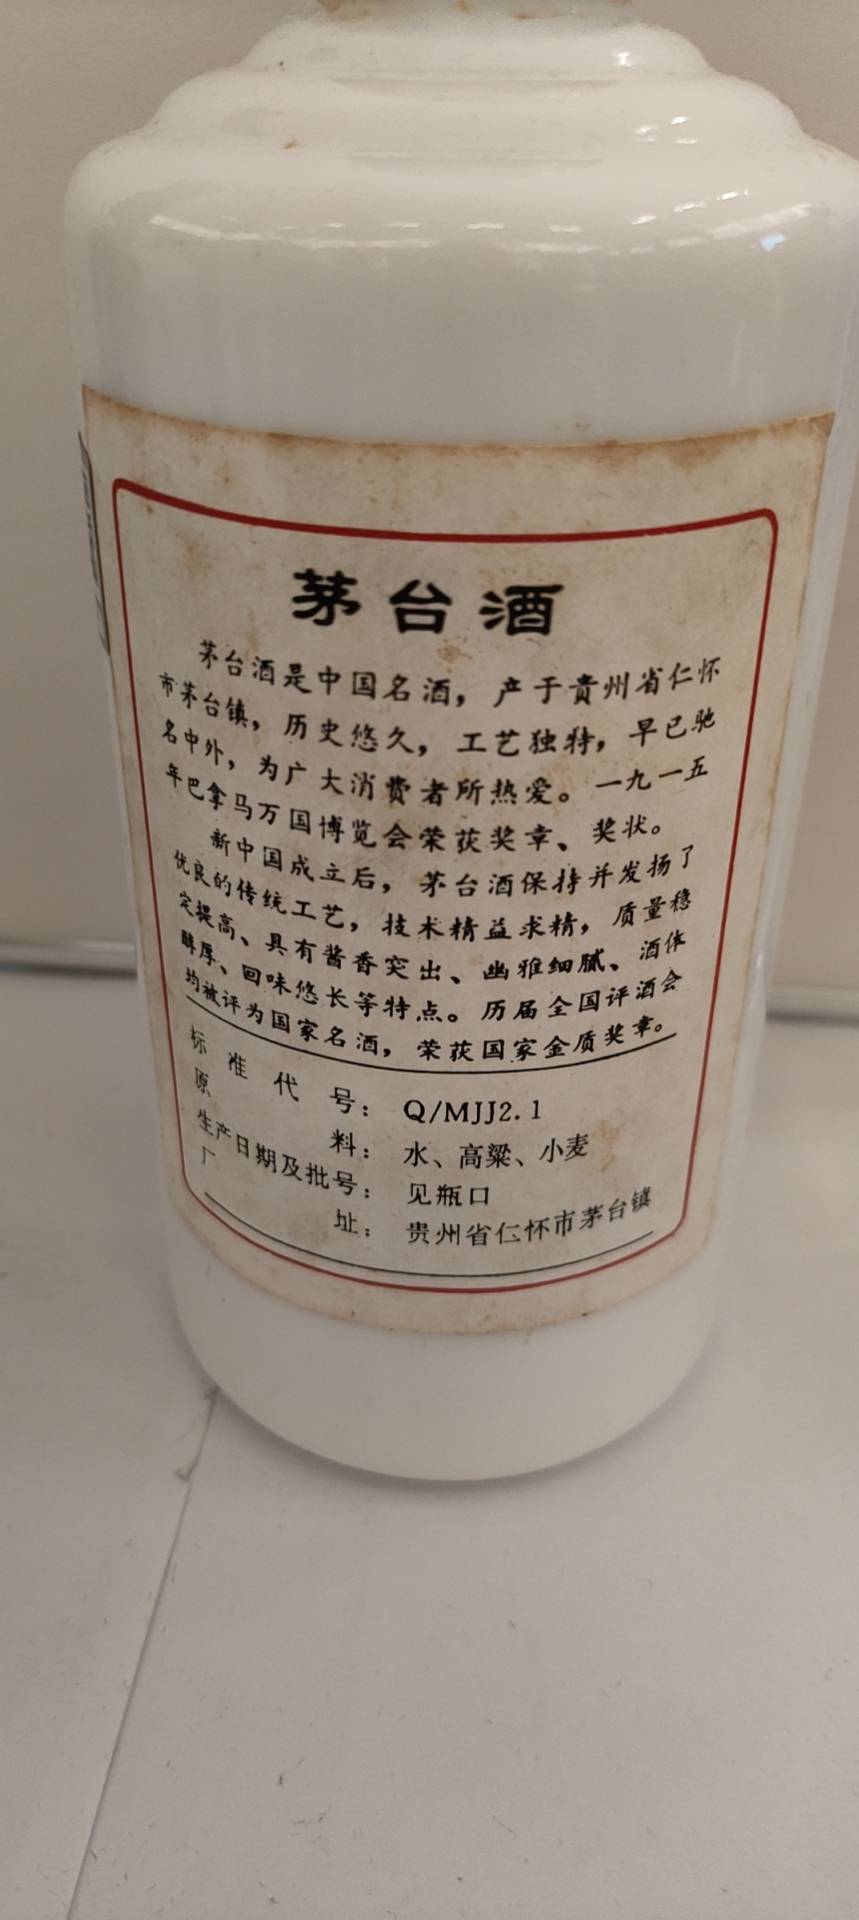 茅台酒
茅台酒是中国名酒，产于贵州省仁怀
市茅台镇，历史悠久，工艺独特，早已驰
名中外，为广大消费者所热爱。一九一五
年巴拿马万国博览会荣获奖章、奖状。
新中国成立后，茅台酒保持并发扬了
优良的传统工艺，技术精益求精，质量稳
定提高、具有酱香突出、幽雅细腻、酒体
醇厚、回味悠长等特点。历届全国评酒会
均被评为国家名酒，荣获国家金质奖章。
标准代号：Q/MJJ2.1
原料：水、高粱、小麦
生产日期及批号：见瓶口
厂址：贵州省仁怀市茅台镇